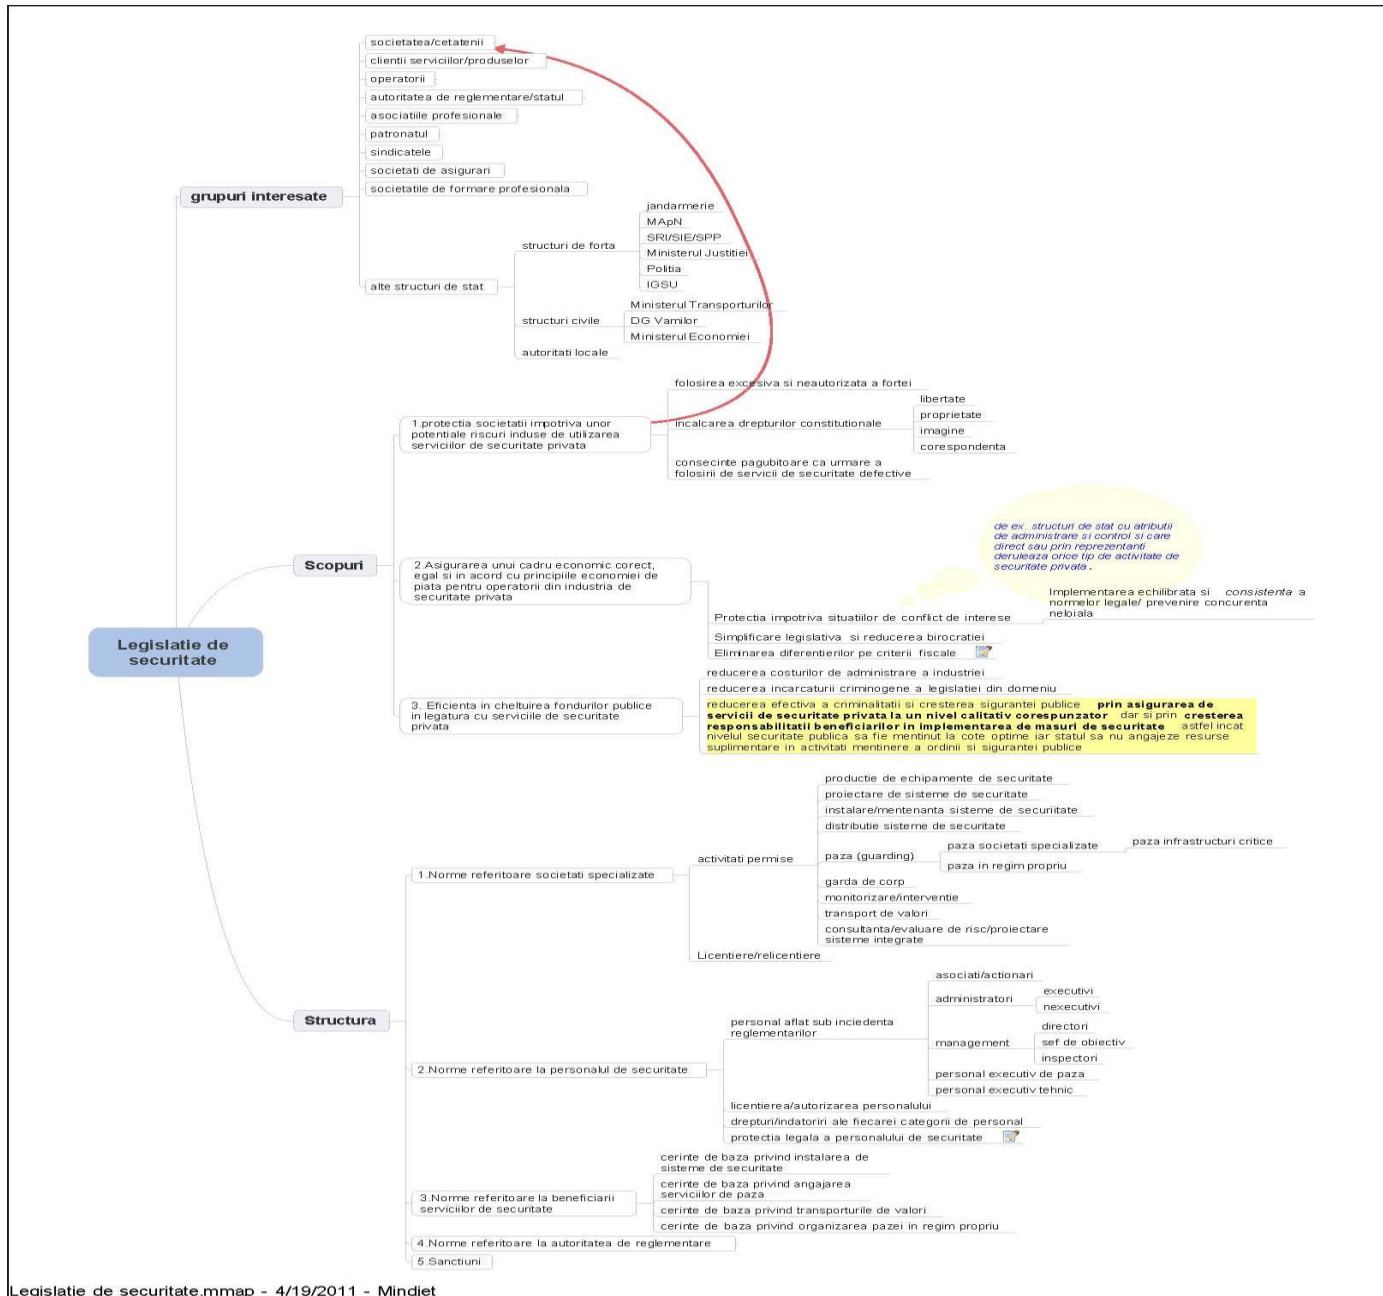 societatea/cetatenii
clientii serviciilor/produselor
operatorii
autoritatea de reglementare/statul
asociatiile profesionale
patronatul
sindicatele
societati de asigurari
societatile de formare profesionala
grupuri interesate
jandarmerie
MApN
SRI/SIE/SPP
Ministerul Justitiei
Politia
IGSU
structuri de forta
alte structuri de stat
Ministerul Transporturilor
DG Vamilor
Ministerul Economiei
structuri civile
autoritati locale
folosirea excesiva si neautorizata a fortei
1.protectia societatii impotriva unor
potentiale riscuri induse de utilizarea
serviciilor de securitate privata
incalcarea drepturilor constitutionale
libertate
proprietate
imagine
corespondenta
consecinte pagubitoare ca urmare a
folosirii de servicii de securitate defective
de ex. structuri de stat cu atributii
de administrare si control si care
direct sau prin reprezentanti
deruleaza orice tip de activitate de
securitate privata.
Scopuri
2.Asigurarea unui cadru economic corect,
egal si in acord cu principiile economiei de
piata pentru operatorii din industria de
securitate privata
Protectia impotriva situatiilor de conflict de interese
Implementarea echilibrata si consistenta a
normelor legale/ prevenire concurenta
neloiala
Simplificare legislativa si reducerea birocratiei
Eliminarea diferentierilor pe criterii fiscale
Legislatie de
securitate
3. Eficienta in cheltuirea fondurilor publice
in legatura cu serviciile de securitate
privata
reducerea costurilor de administrare a industriei
reducerea incarcaturii criminogene a legislatiei din domeniu
reducerea efectiva a criminalitatii si cresterea sigurantei publice prin asigurarea de
servicii de securitate privata la un nivel calitativ corespunzator dar si prin cresterea
responsabilitatii beneficiarilor in implementarea de masuri de securitate astfel incat
nivelul securitate publica sa fie mentinut la cote optime iar statul sa nu angajeze resurse
suplimentare in activitati mentinere a ordinii si sigurantei publice
productie de echipamente de securitate
proiectare de sisteme de securitate
instalare/mentenanta sisteme de securiitate
distributie sisteme de securitate
activitati permise
paza (guarding)
paza societati specializate
paza infrastructuri critice
paza in regim propriu
1.Norme referitoare societati specializate
garda de corp
monitorizare/interventie
transport de valori
consultanta/evaluare de risc/proiectare
sisteme integrate
Licentiere/relicentiere
Structura
asociati/actionari
administratori
executivi
nexecutivi
personal aflat sub inciedenta
reglementarilor
management
directori
sef de obiectiv
inspectori
2.Norme referitoare la personalul de securitate
personal executiv de paza
personal executiv tehnic
licentierea/autorizarea personalului
drepturi/indatoriri ale fiecarei categorii de personal
protectia legala a personalului de securitate
cerinte de baza privind instalarea de
sisteme de securitate
cerinte de baza privind angajarea
serviciilor de paza
3.Norme referitoare la beneficiarii
serviciilor de securitate
cerinte de baza privind transporturile de valori
cerinte de baza privind organizarea pazei in regim propriu
4.Norme referitoare la autoritatea de reglementare
5.Sanctiuni
Legislatie de securitate.mmap - 4/19/2011 - Mindjet